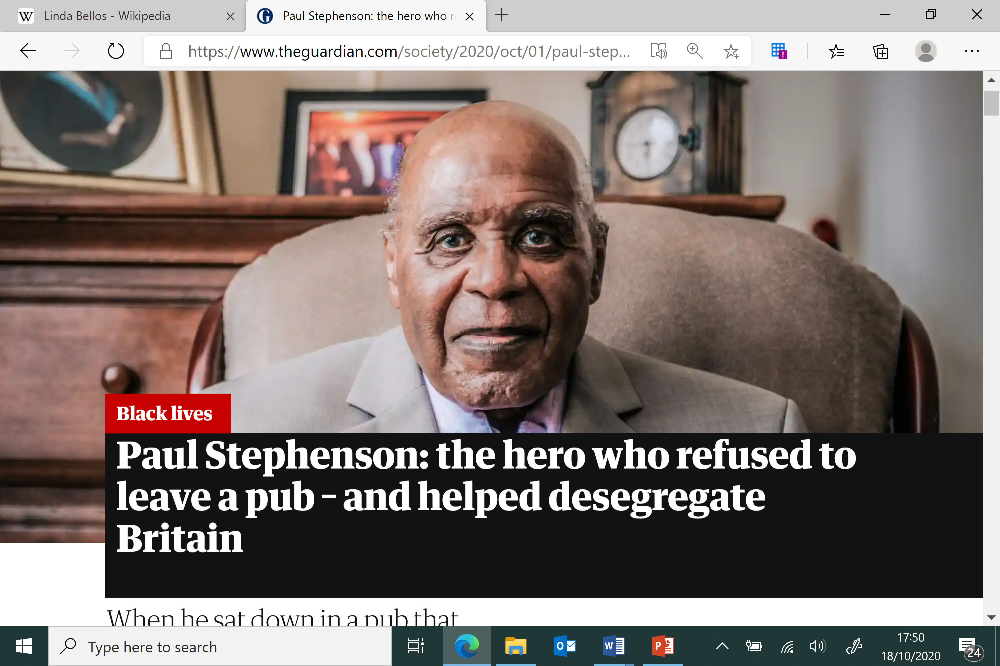 Linda Bellos - Wikipedia
Paul Stephenson: the hero who r
https://www.theguardian.com/society/2020/oct/01/paul-step...
Black lives
Paul Stephenson: the hero who refused to
leave a pub – and helped desegregate
Britain
When he sat down in a pub that
Type here to search
17:50
18/10/2020
24